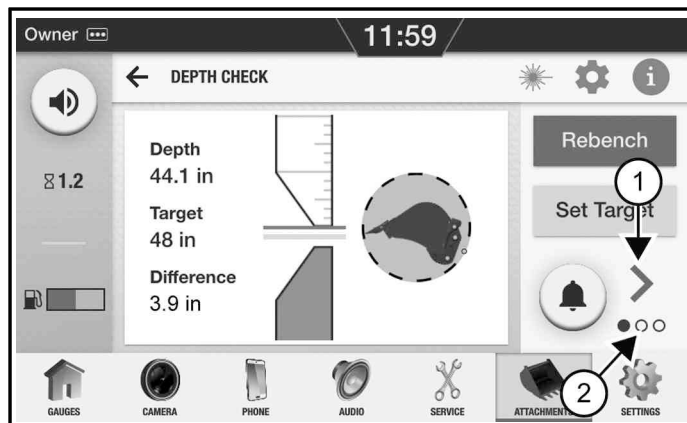 Owner
11:59
DEPTH CHECK
i
Depth
44.1 in
Target
48 in
Difference
3.9 in
1.2
Rebench
1
Set Target
2
GAUGES
CAMERA
PHONE
AUDIO
SERVICE
ATTACHMENTS
SETTINGS